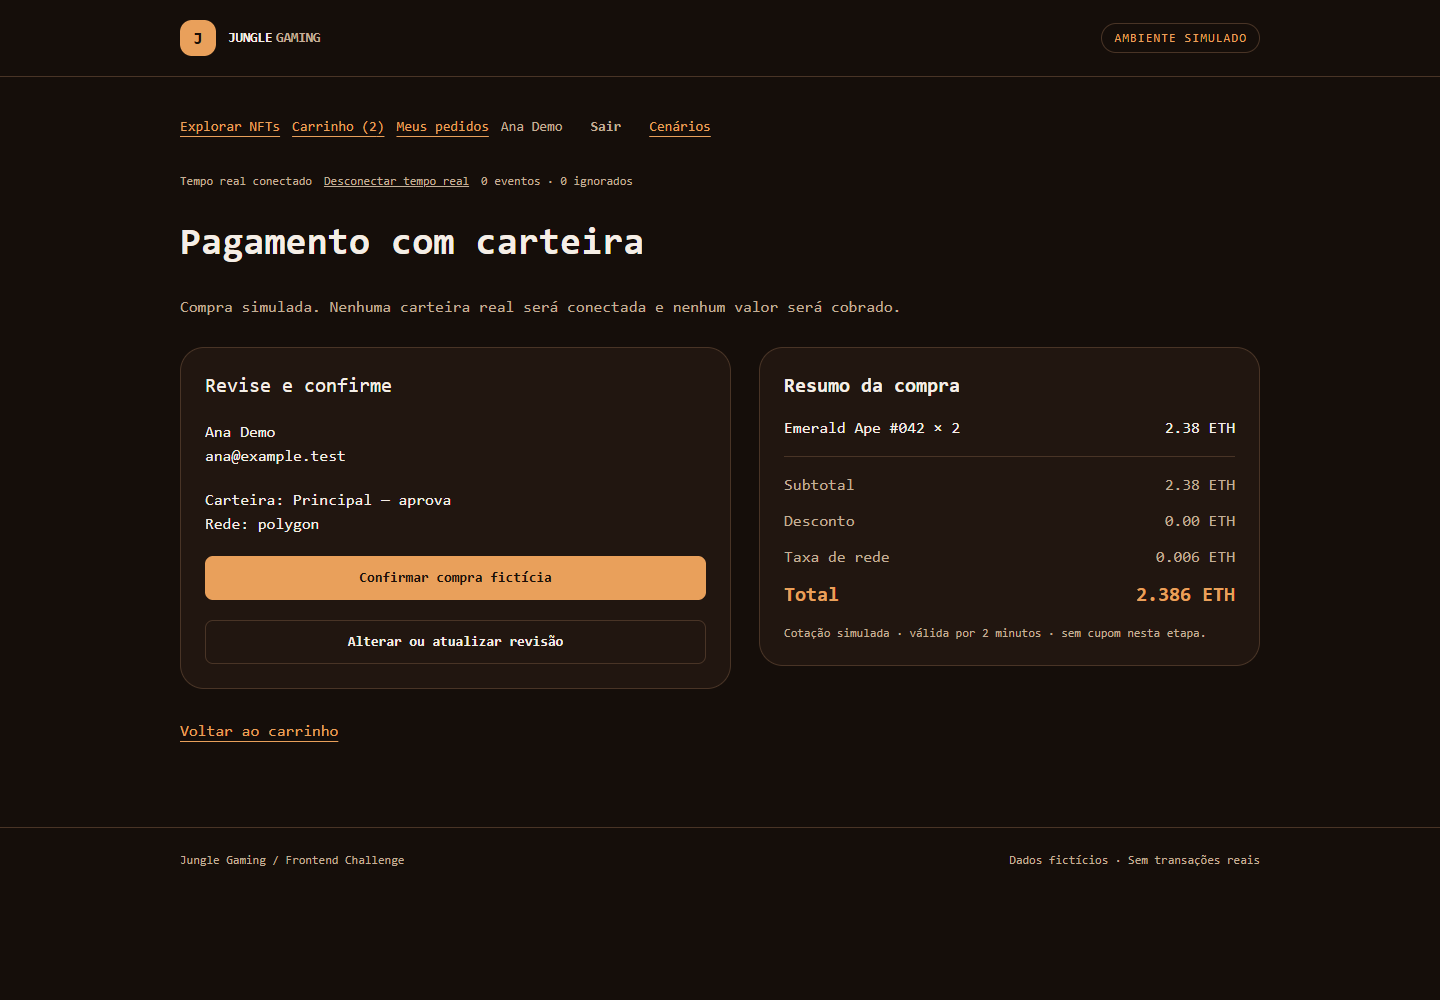 J
JUNGLE GAMING
AMBIENTE SIMULADO
Explorar NFTs Carrinho (2) Meus pedidos Ana Demo Sair Cenários
Tempo real conectado Desconectar tempo real 0 eventos · 0 ignorados
Pagamento com carteira
Compra simulada. Nenhuma carteira real será conectada e nenhum valor será cobrado.
Revise e confirme
Ana Demo
ana@example.test
Carteira: Principal — aprova
Rede: polygon
Confirmar compra fictícia
Alterar ou atualizar revisão
Resumo da compra
Emerald Ape #042 × 2 2.38 ETH
Subtotal 2.38 ETH
Desconto 0.00 ETH
Taxa de rede 0.006 ETH
Total 2.386 ETH
Cotação simulada · válida por 2 minutos · sem cupom nesta etapa.
Voltar ao carrinho
Jungle Gaming / Frontend Challenge
Dados fictícios · Sem transações reais